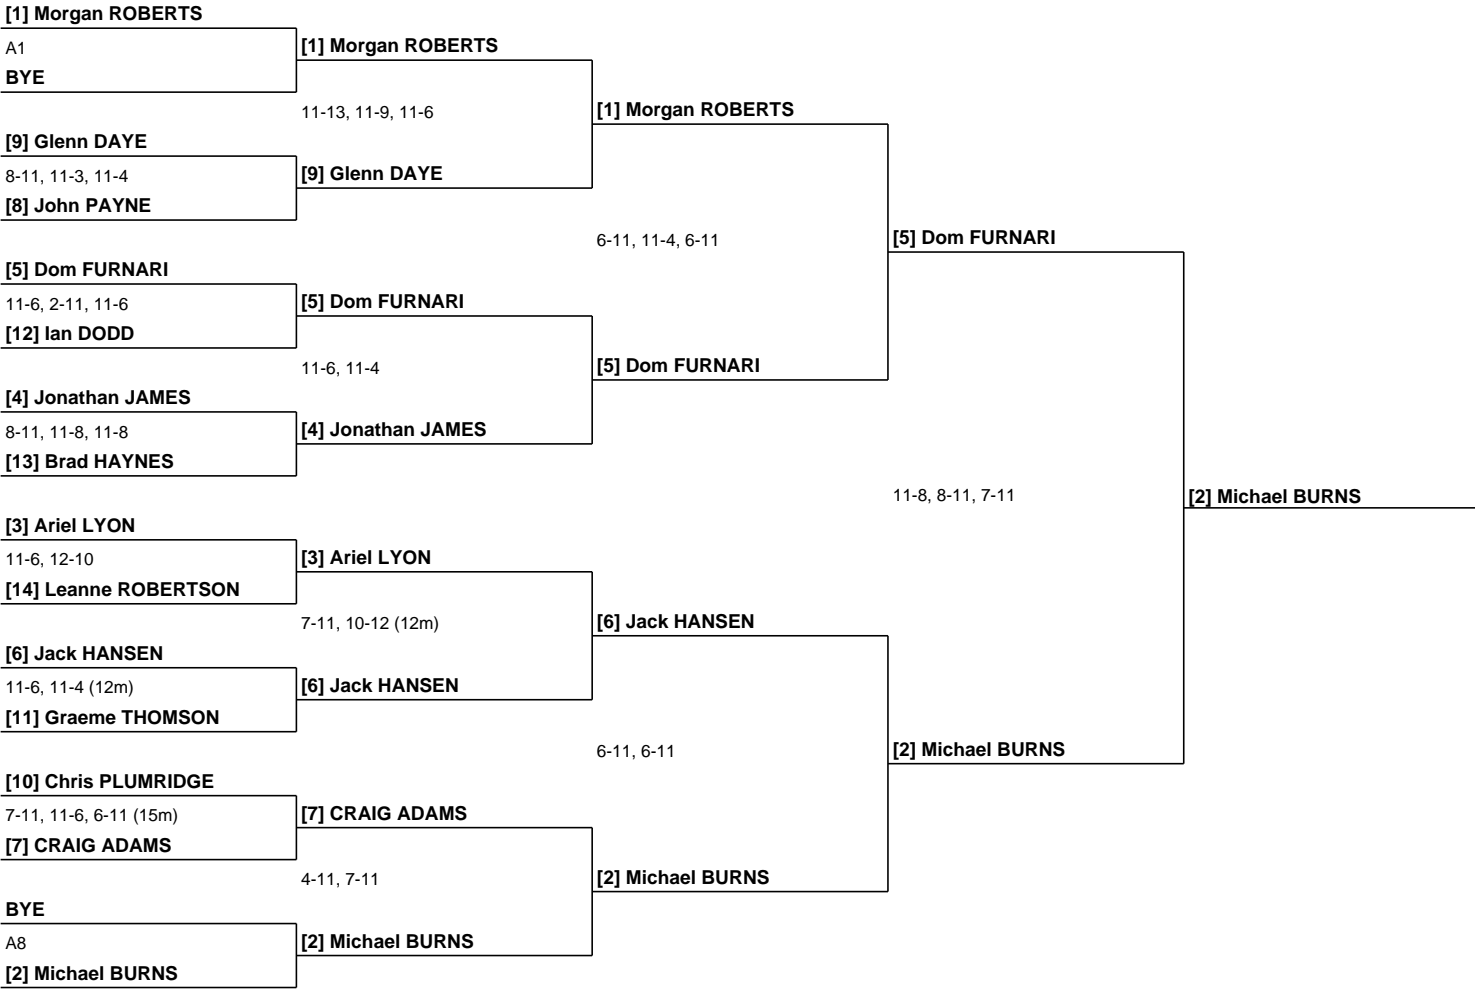 [1] Morgan ROBERTS
A1
BYE
[9] Glenn DAYE
8-11, 11-3, 11-4
[8] John PAYNE
[5] Dom FURNARI
11-6, 2-11, 11-6
[12] Ian DODD
[4] Jonathan JAMES
8-11, 11-8, 11-8
[13] Brad HAYNES
[3] Ariel LYON
11-6, 12-10
[14] Leanne ROBERTSON
[6] Jack HANSEN
11-6, 11-4 (12m)
[11] Graeme THOMSON
[10] Chris PLUMRIDGE
7-11, 11-6, 6-11 (15m)
[7] CRAIG ADAMS
BYE
A8
[2] Michael BURNS
[1] Morgan ROBERTS
11-13, 11-9, 11-6
[9] Glenn DAYE
[5] Dom FURNARI
11-6, 11-4
[4] Jonathan JAMES
[3] Ariel LYON
7-11, 10-12 (12m)
[6] Jack HANSEN
[7] CRAIG ADAMS
4-11, 7-11
[2] Michael BURNS
[1] Morgan ROBERTS
6-11, 11-4, 6-11
[5] Dom FURNARI
[6] Jack HANSEN
6-11, 6-11
[2] Michael BURNS
[5] Dom FURNARI
11-8, 8-11, 7-11
[2] Michael BURNS
[2] Michael BURNS